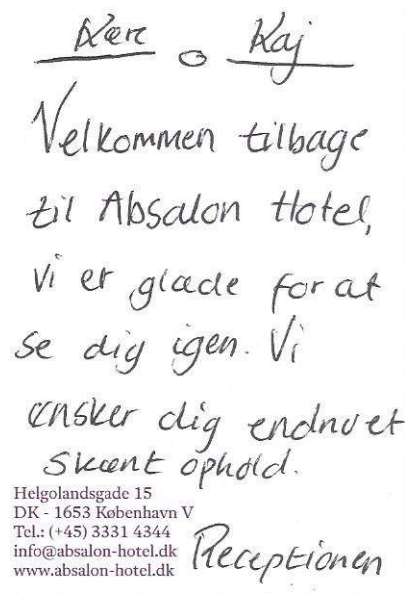 Kære Kaj
Velkommen tilbage
til Absalon Hotel,
vi er glade for at
se dig igen. Vi
ønsker dig endnu et
skønt ophold.
Helgolandsgade 15
DK - 1653 København V
Tel.: (+45) 3331 4344
info@absalon-hotel.dk
www.absalon-hotel.dk
Receptionen